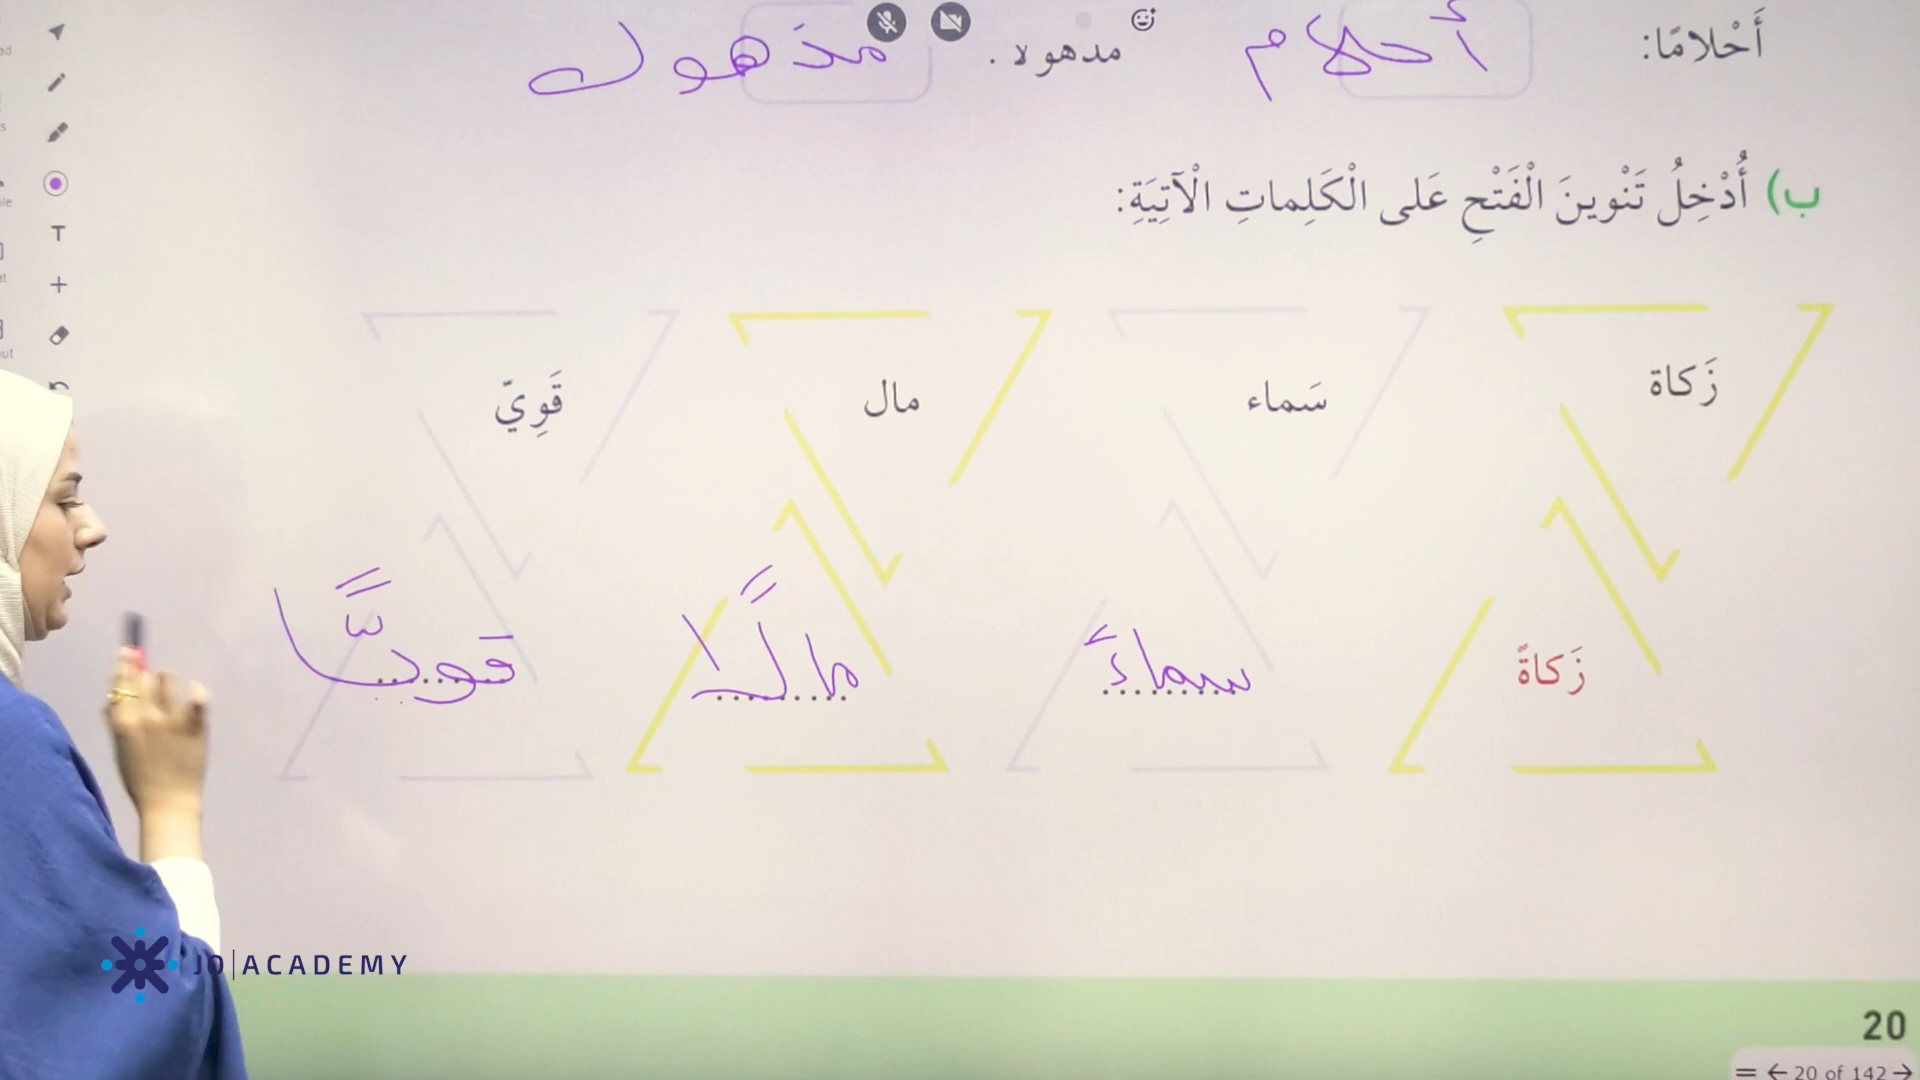 أَحْلامًا: أحلام مدهولا . مذهول
ب) أُدْخِلُ تَنْوينَ الْفَتْحِ عَلى الْكَلِماتِ الْآتِيَةِ:
زَكاة سَماء مال قَوِيّ
زَكاةً سماءً مالًا قويًّا
JO|ACADEMY
20
= ← 20 of 142 →
T